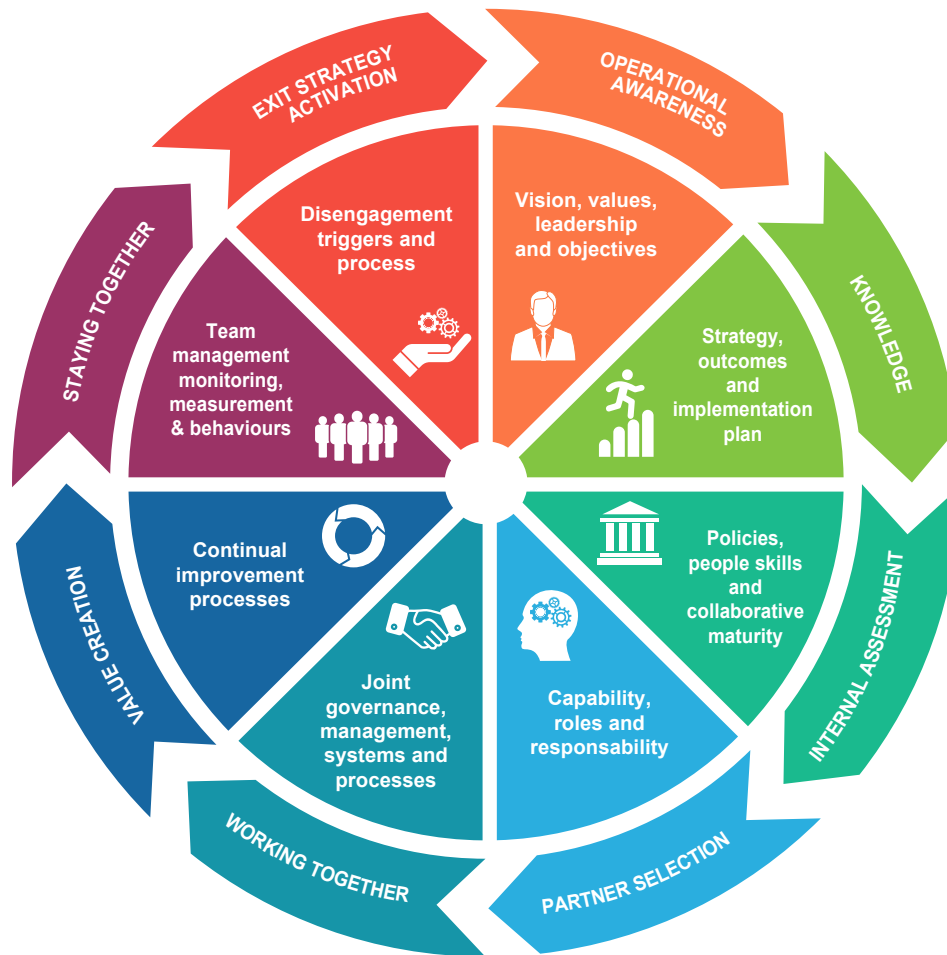 OPERATIONAL
AWARENESS
Vision, values,
leadership
and objectives
KNOWLEDGE
Strategy,
outcomes
and
implementation
plan
INTERNAL ASSESSMENT
Policies,
people skills
and
collaborative
maturity
PARTNER SELECTION
Capability,
roles and
responsability
WORKING TOGETHER
Joint
governance,
management,
systems and
processes
VALUE CREATION
Continual
improvement
processes
STAYING TOGETHER
Team
management
monitoring,
measurement
& behaviours
EXIT STRATEGY
ACTIVATION
Disengagement
triggers and
process